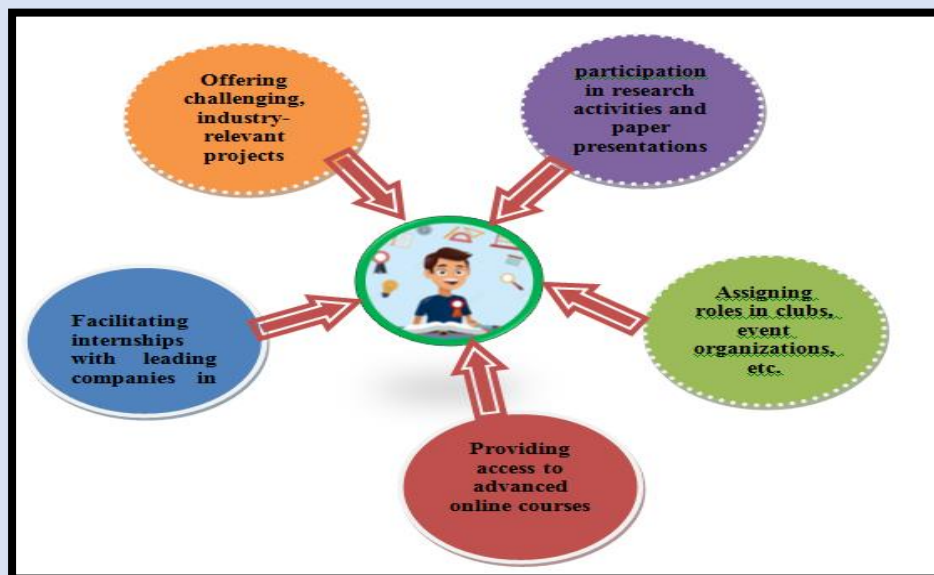 Offering
challenging,
industry-
relevant
projects
participation
in research
activities and
paper
presentations
Facilitating
internships
with leading
companies in
Assigning
roles in clubs,
event
organizations,
etc.
Providing
access to
advanced
online courses